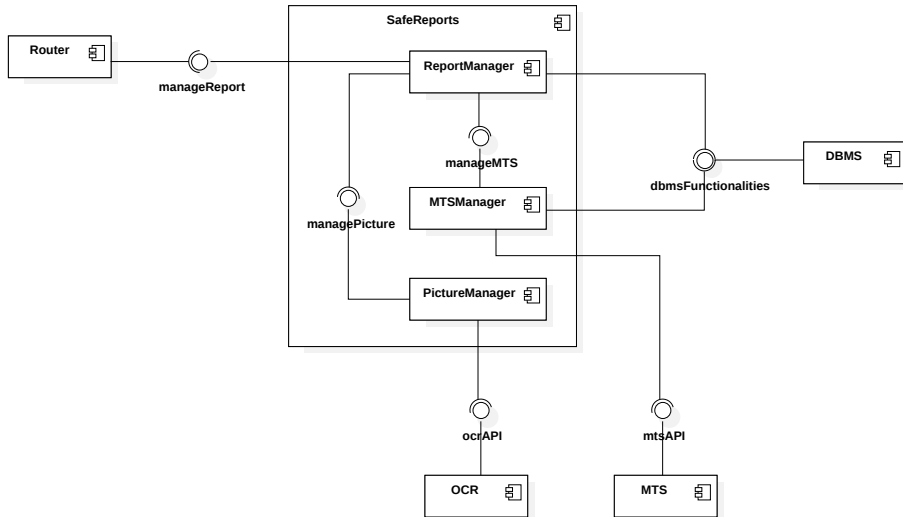 SafeReports
Router
ReportManager
manageReport
manageMTS
DBMS
dbmsFunctionalities
MTSManager
managePicture
PictureManager
ocrAPI
mtsAPI
OCR
MTS